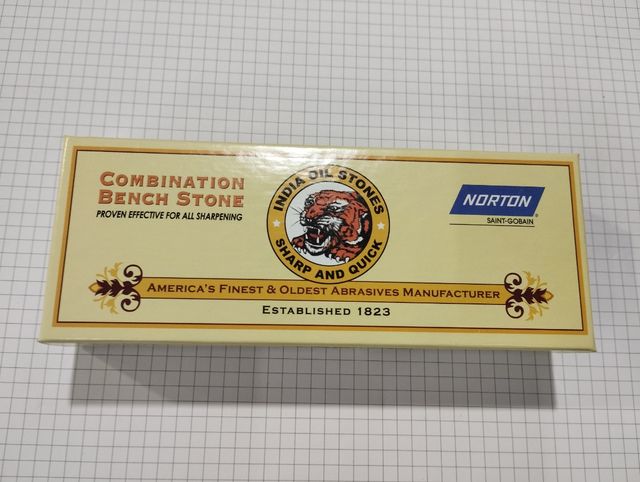 COMBINATION
BENCH STONE
PROVEN EFFECTIVE FOR ALL SHARPENING
INDIA OIL STONES
SHARP AND QUICK
NORTON
SAINT-GOBAIN
®
AMERICA'S FINEST & OLDEST ABRASIVES MANUFACTURER
ESTABLISHED 1823